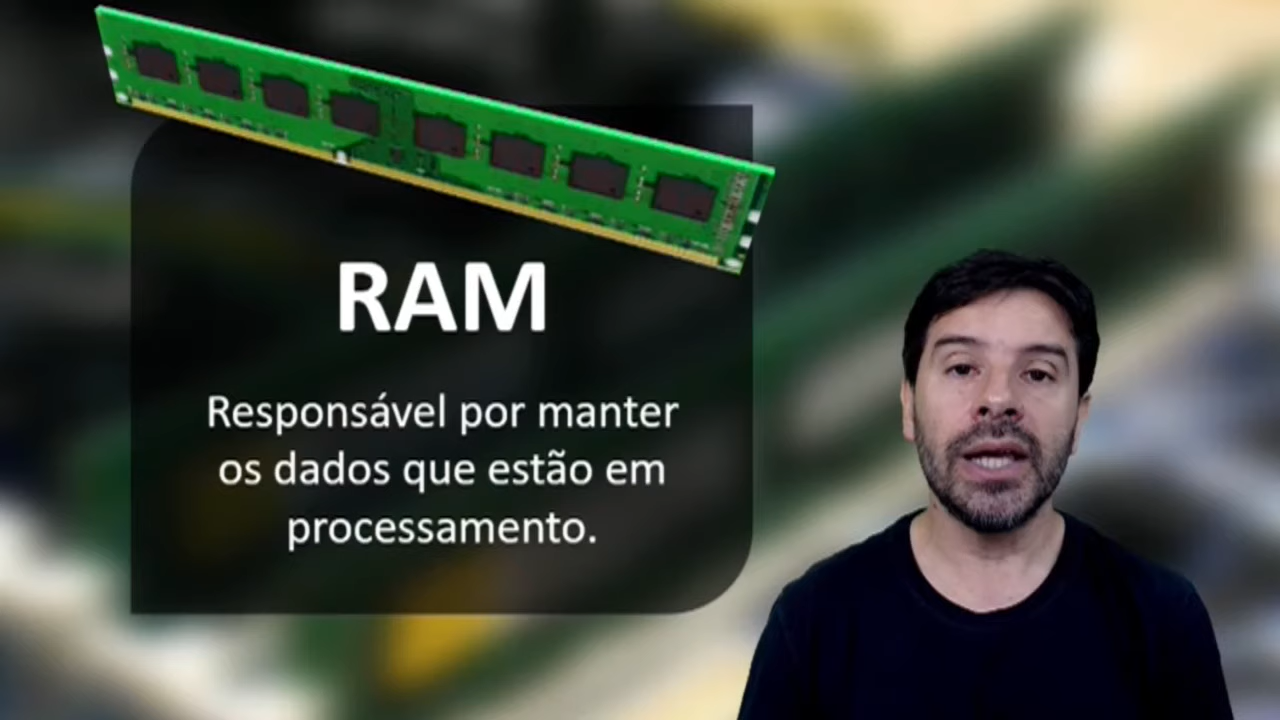 RAM
Responsável por manter
os dados que estão em
processamento.